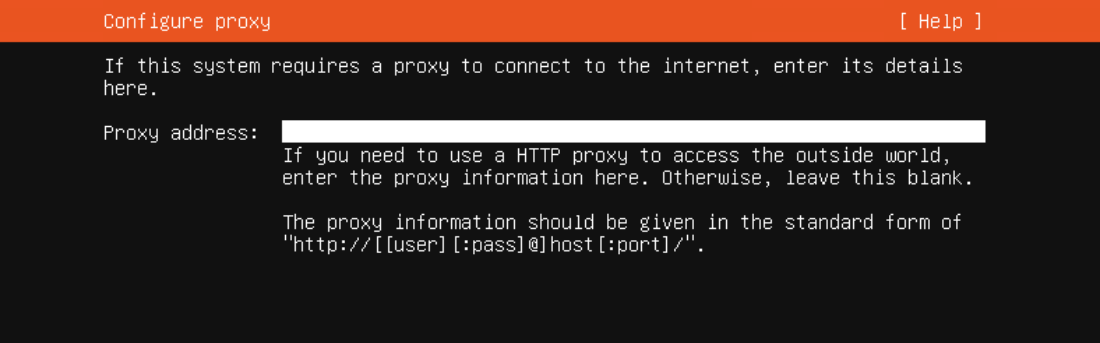 Configure proxy [ Help ]
If this system requires a proxy to connect to the internet, enter its details
here.
Proxy address:
If you need to use a HTTP proxy to access the outside world,
enter the proxy information here. Otherwise, leave this blank.
The proxy information should be given in the standard form of
"http://[[user][:pass]@]host[:port]/".